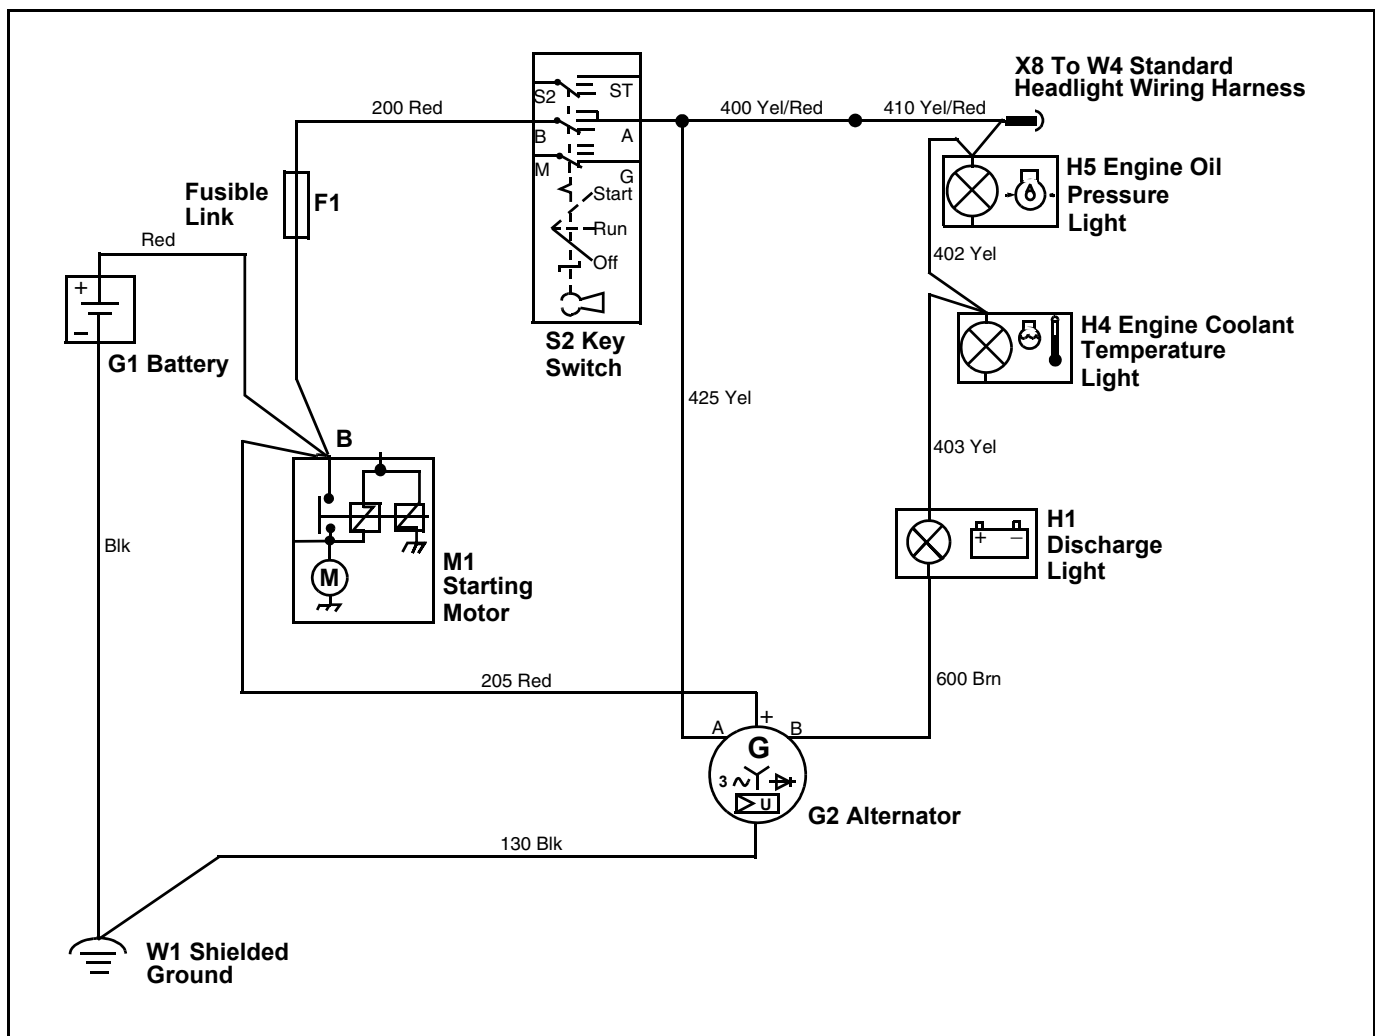 X8 To W4 Standard
Headlight Wiring Harness
200 Red
S2
ST
B
A
M
G
Start
Run
Off
S2 Key
Switch
400 Yel/Red
410 Yel/Red
H5 Engine Oil
Pressure
Light
Fusible
Link
F1
Red
+
−
G1 Battery
402 Yel
H4 Engine Coolant
Temperature
Light
425 Yel
B
403 Yel
Blk
M
M1
Starting
Motor
+ −
H1
Discharge
Light
205 Red
600 Brn
A
+
B
G
3 ~
U
G2 Alternator
130 Blk
W1 Shielded
Ground